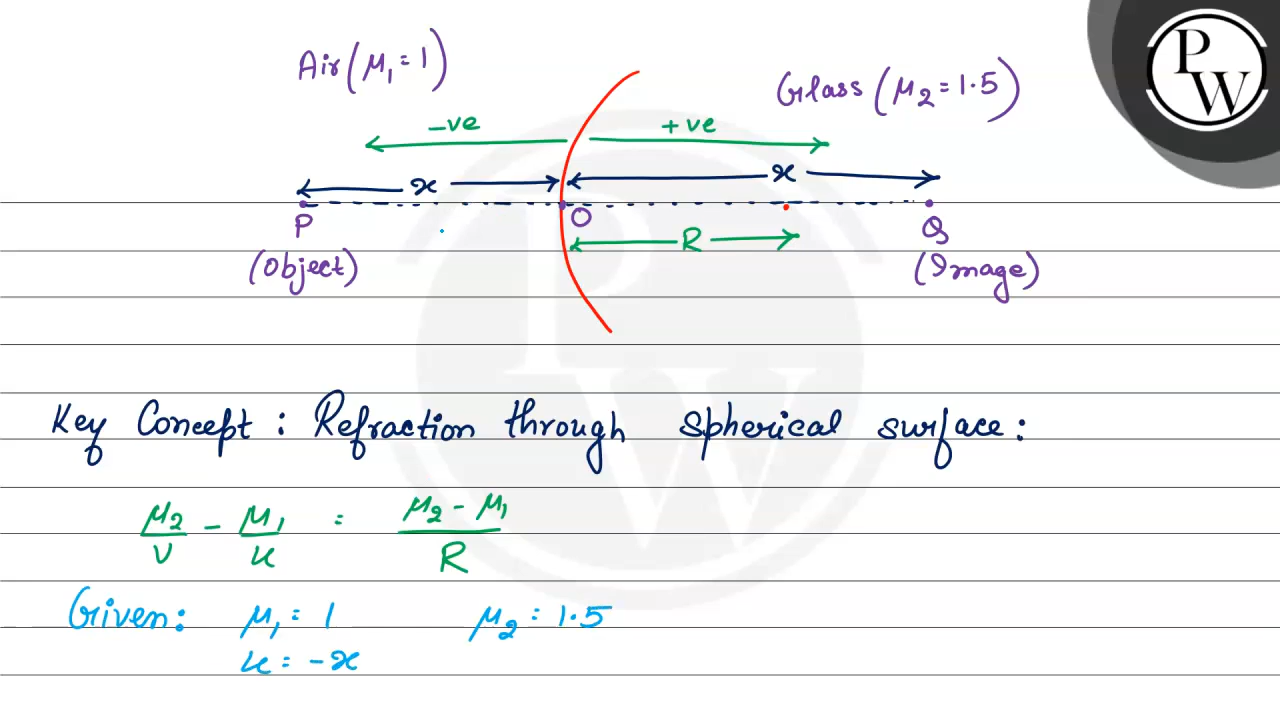 Air (μ₁ = 1)
Glass (μ₂ = 1.5)
-ve +ve
x x
P O Q
R
(Object) (Image)
Key Concept : Refraction through spherical surface :
μ₂/v - μ₁/u = (μ₂ - μ₁)/R
Given : μ₁ = 1 μ₂ = 1.5
u = -x
PW